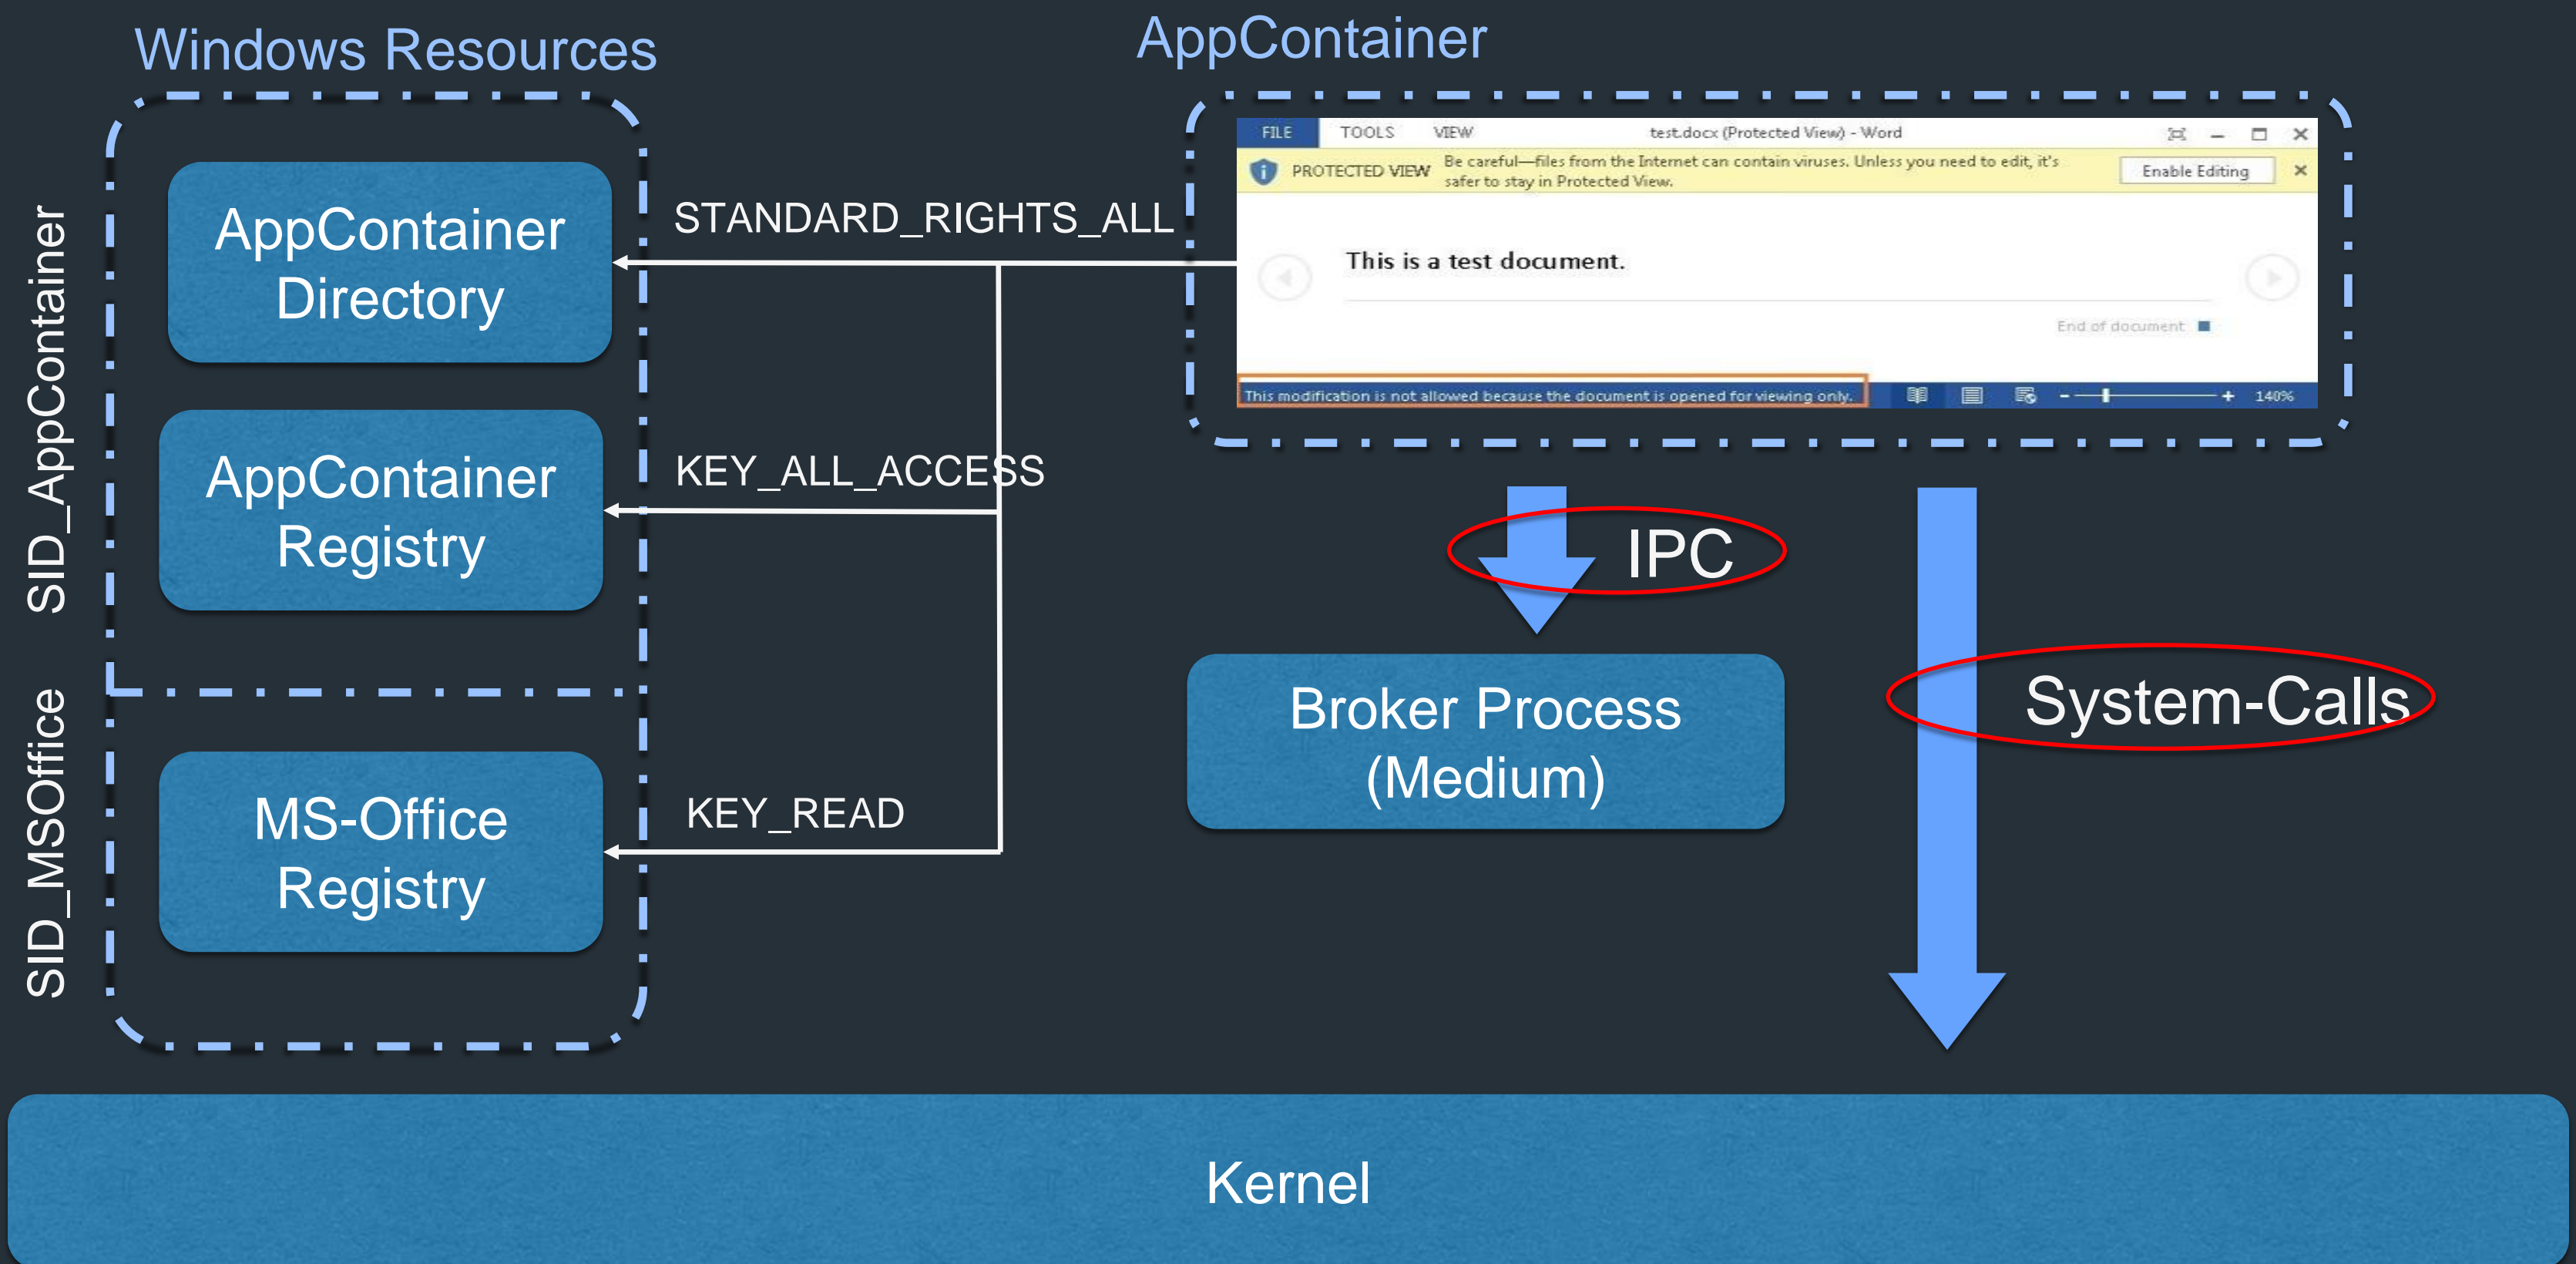 Windows Resources
AppContainer
SID_AppContainer
SID_MSOffice
AppContainer
Directory
AppContainer
Registry
MS-Office
Registry
STANDARD_RIGHTS_ALL
KEY_ALL_ACCESS
KEY_READ
FILE TOOLS VIEW test.docx (Protected View) - Word
PROTECTED VIEW Be careful—files from the Internet can contain viruses. Unless you need to edit, it's
safer to stay in Protected View.
Enable Editing
This is a test document.
End of document
This modification is not allowed because the document is opened for viewing only.
140%
IPC
Broker Process
(Medium)
System-Calls
Kernel